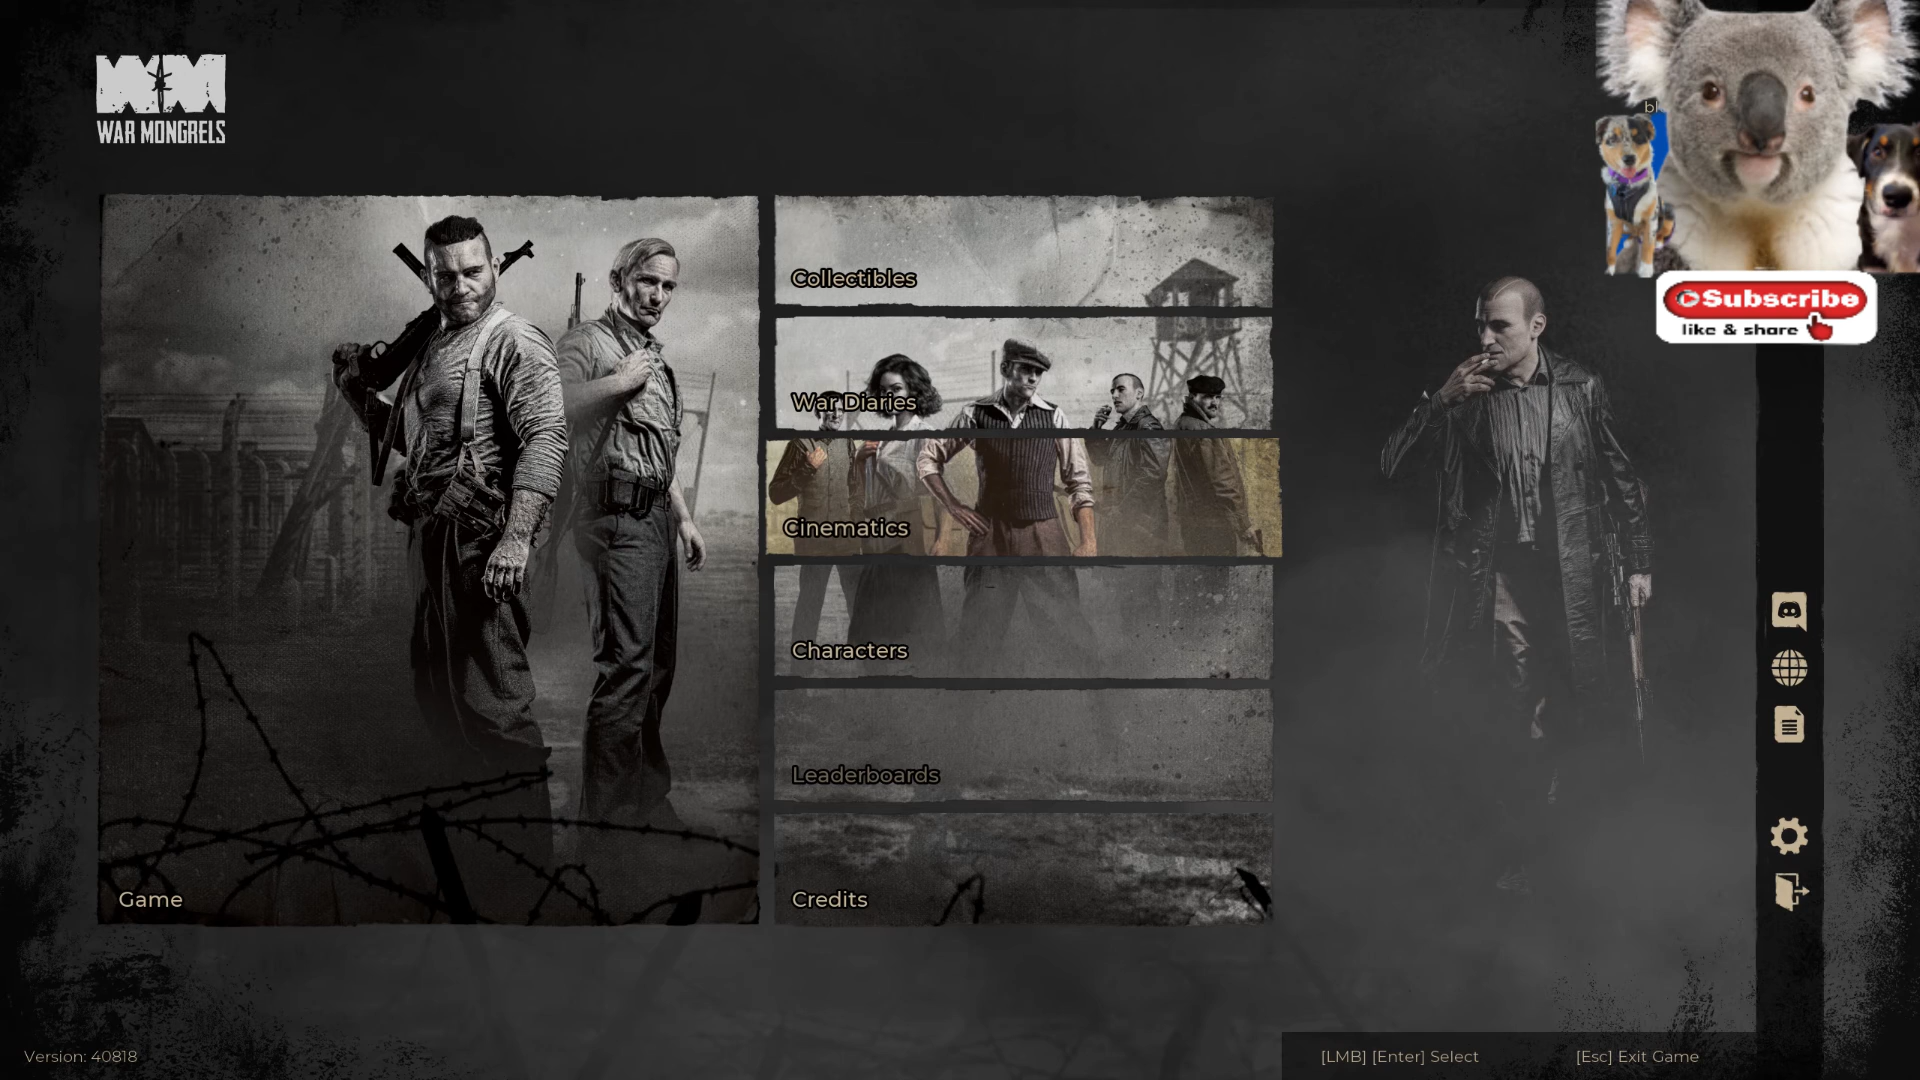 WAR MONGRELS
bl
Subscribe
like & share
Collectibles
War Diaries
Cinematics
Characters
Leaderboards
Game
Credits
Version: 40818
[LMB] [Enter] Select
[Esc] Exit Game